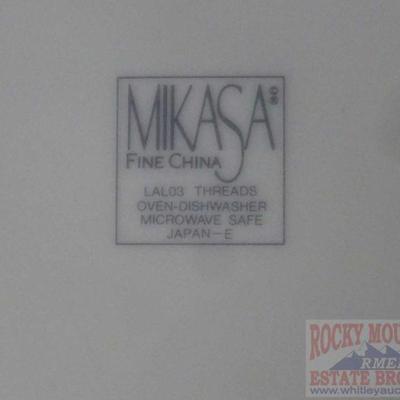 MIKASA®©
FINE CHINA
LAL03 THREADS
OVEN-DISHWASHER
MICROWAVE SAFE
JAPAN-E
ROCKY MOU
RME
ESTATE BRO
www.whitleyauc